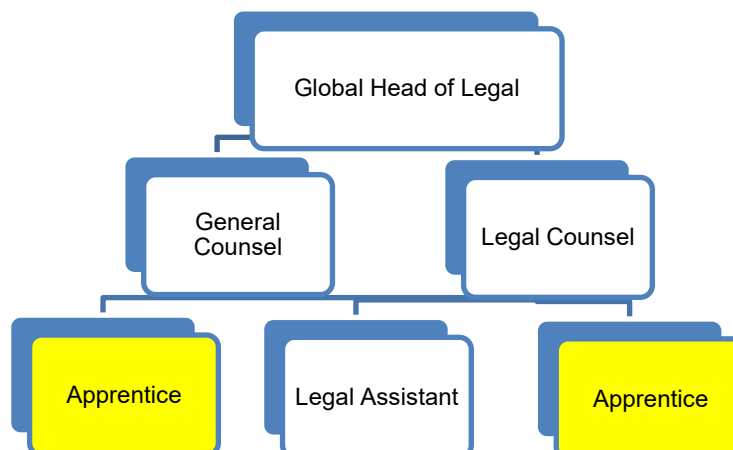 Global Head of Legal
General
Counsel
Legal Counsel
Apprentice
Legal Assistant
Apprentice